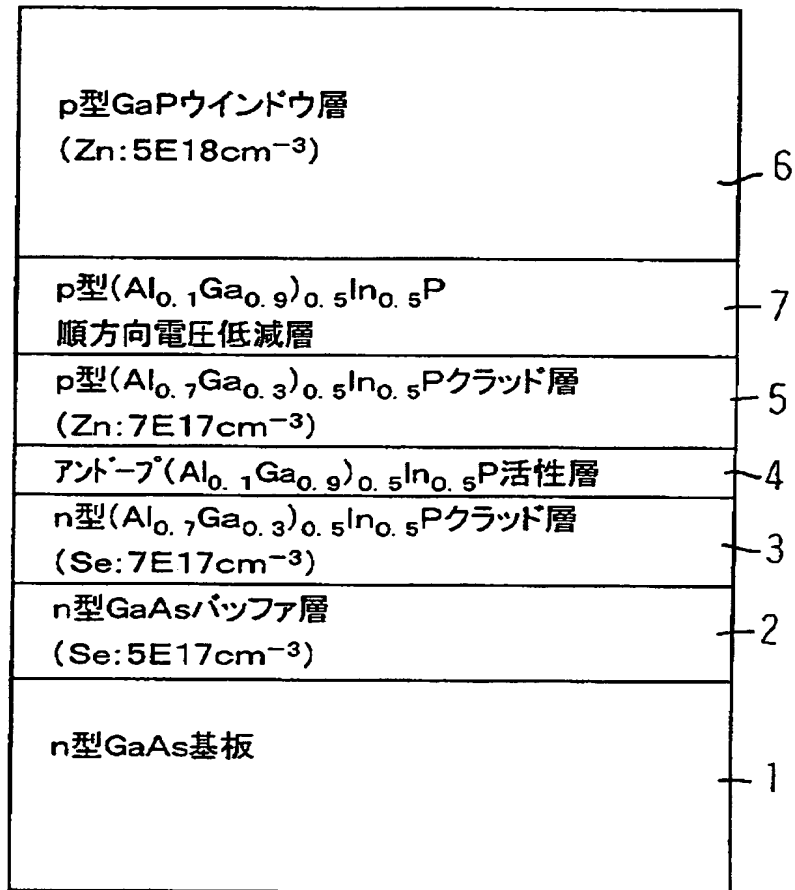 p型GaPウインドウ層
(Zn:5E18cm⁻³)
6
p型(Al₀.₁Ga₀.₉)₀.₅In₀.₅P
順方向電圧低減層
7
p型(Al₀.₇Ga₀.₃)₀.₅In₀.₅Pクラッド層
(Zn:7E17cm⁻³)
5
アンドープ(Al₀.₁Ga₀.₉)₀.₅In₀.₅P活性層
4
n型(Al₀.₇Ga₀.₃)₀.₅In₀.₅Pクラッド層
(Se:7E17cm⁻³)
3
n型GaAsバッファ層
(Se:5E17cm⁻³)
2
n型GaAs基板
1